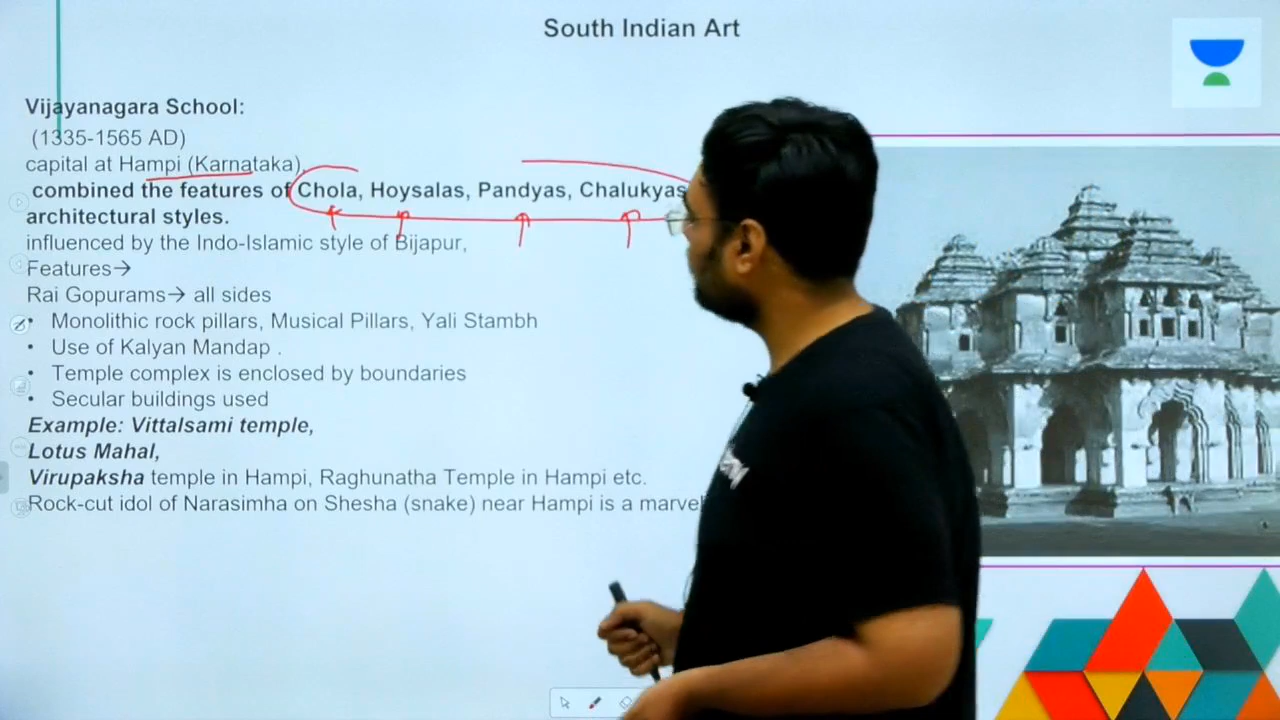 South Indian Art
Vijayanagara School:
(1335-1565 AD)
capital at Hampi (Karnataka).
combined the features of Chola, Hoysalas, Pandyas, Chalukyas
architectural styles.
influenced by the Indo-Islamic style of Bijapur,
Features→
Rai Gopurams→ all sides
• Monolithic rock pillars, Musical Pillars, Yali Stambh
• Use of Kalyan Mandap .
• Temple complex is enclosed by boundaries
• Secular buildings used
Example: Vittalsami temple,
Lotus Mahal,
Virupaksha temple in Hampi, Raghunatha Temple in Hampi etc.
Rock-cut idol of Narasimha on Shesha (snake) near Hampi is a marvel